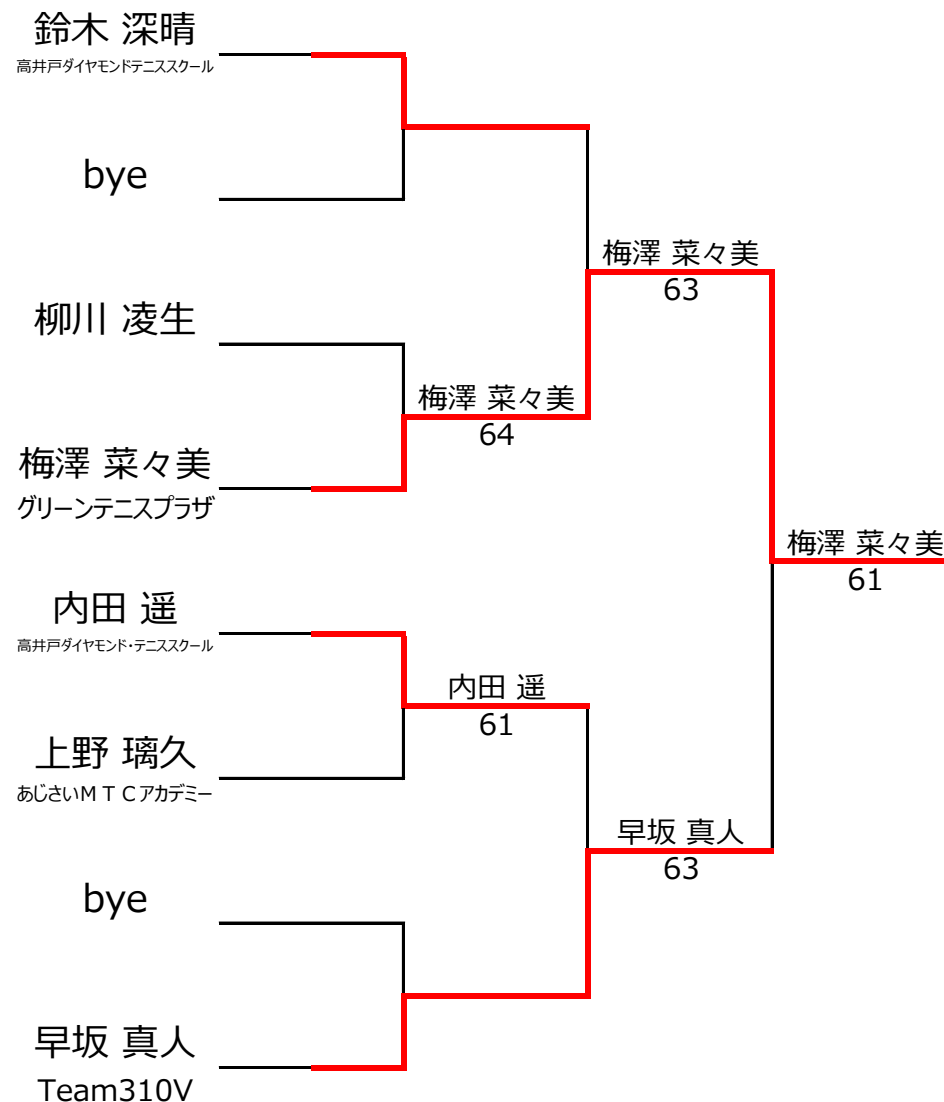 鈴木 深晴
高井戸ダイヤモンドテニススクール
bye
柳川 凌生
梅澤 菜々美
グリーンテニスプラザ
内田 遥
高井戸ダイヤモンド・テニススクール
上野 璃久
あじさいＭＴＣアカデミー
bye
早坂 真人
Team310V
梅澤 菜々美
64
内田 遥
61
梅澤 菜々美
63
早坂 真人
63
梅澤 菜々美
61